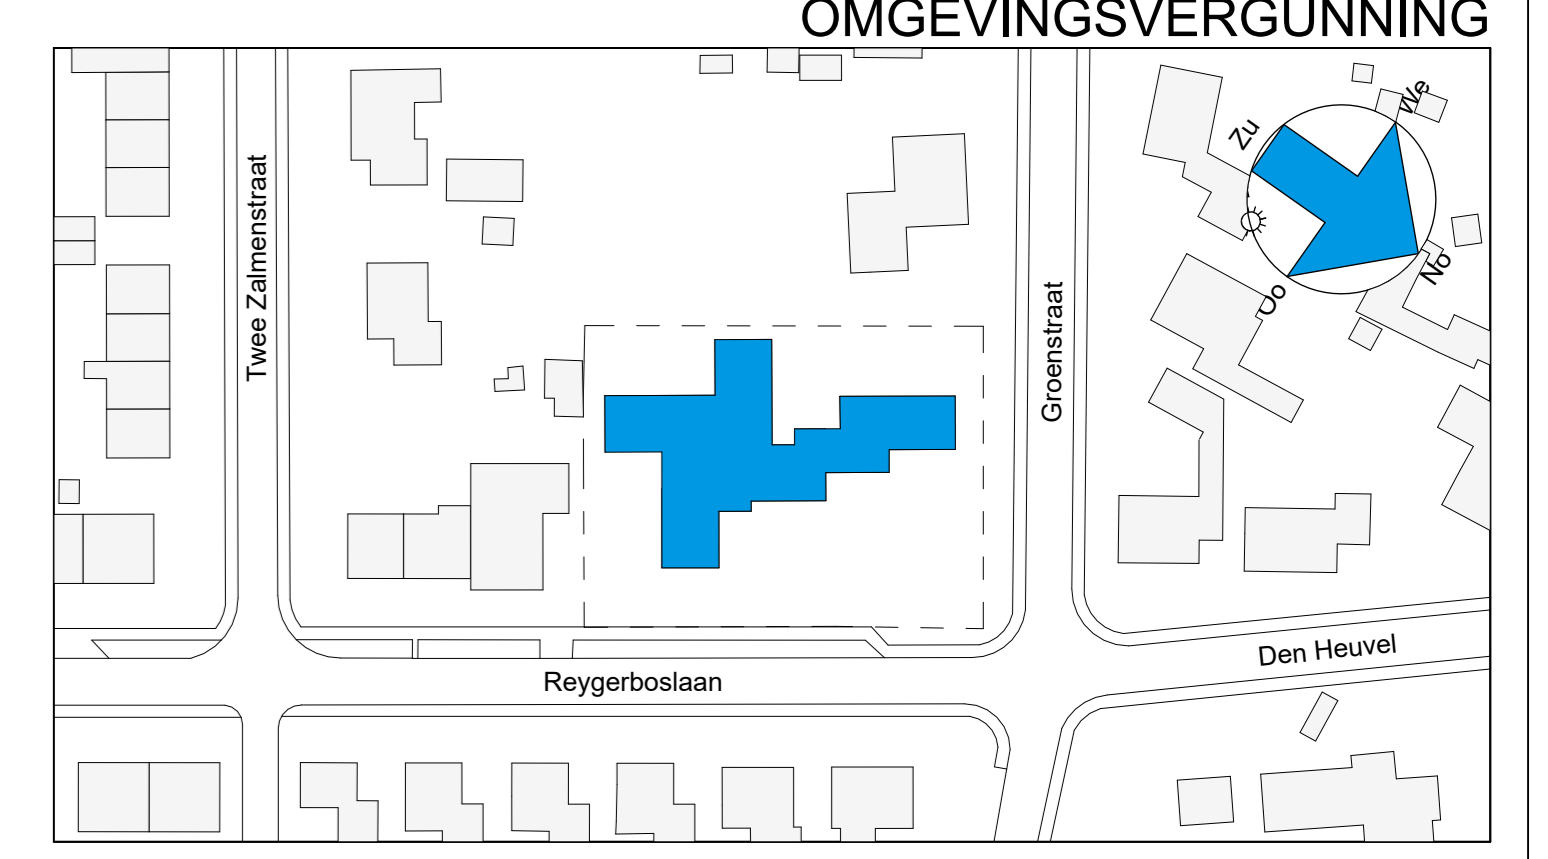 OMGEVINGSVERGUNNING
We
Zu
Twee Zalmenstraat
No
Oo
Groenstraat
Den Heuvel
Reygerboslaan